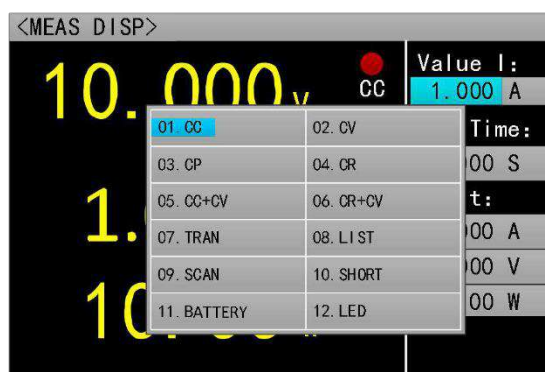 <MEAS DISP>
10.000 V
CC
Value I:
1.000 A
01. CC
02. CV
Time:
03. CP
04. CR
00 S
05. CC+CV
06. CR+CV
t:
1.
07. TRAN
08. LIST
00 A
09. SCAN
10. SHORT
00 V
10
11. BATTERY
12. LED
00 W